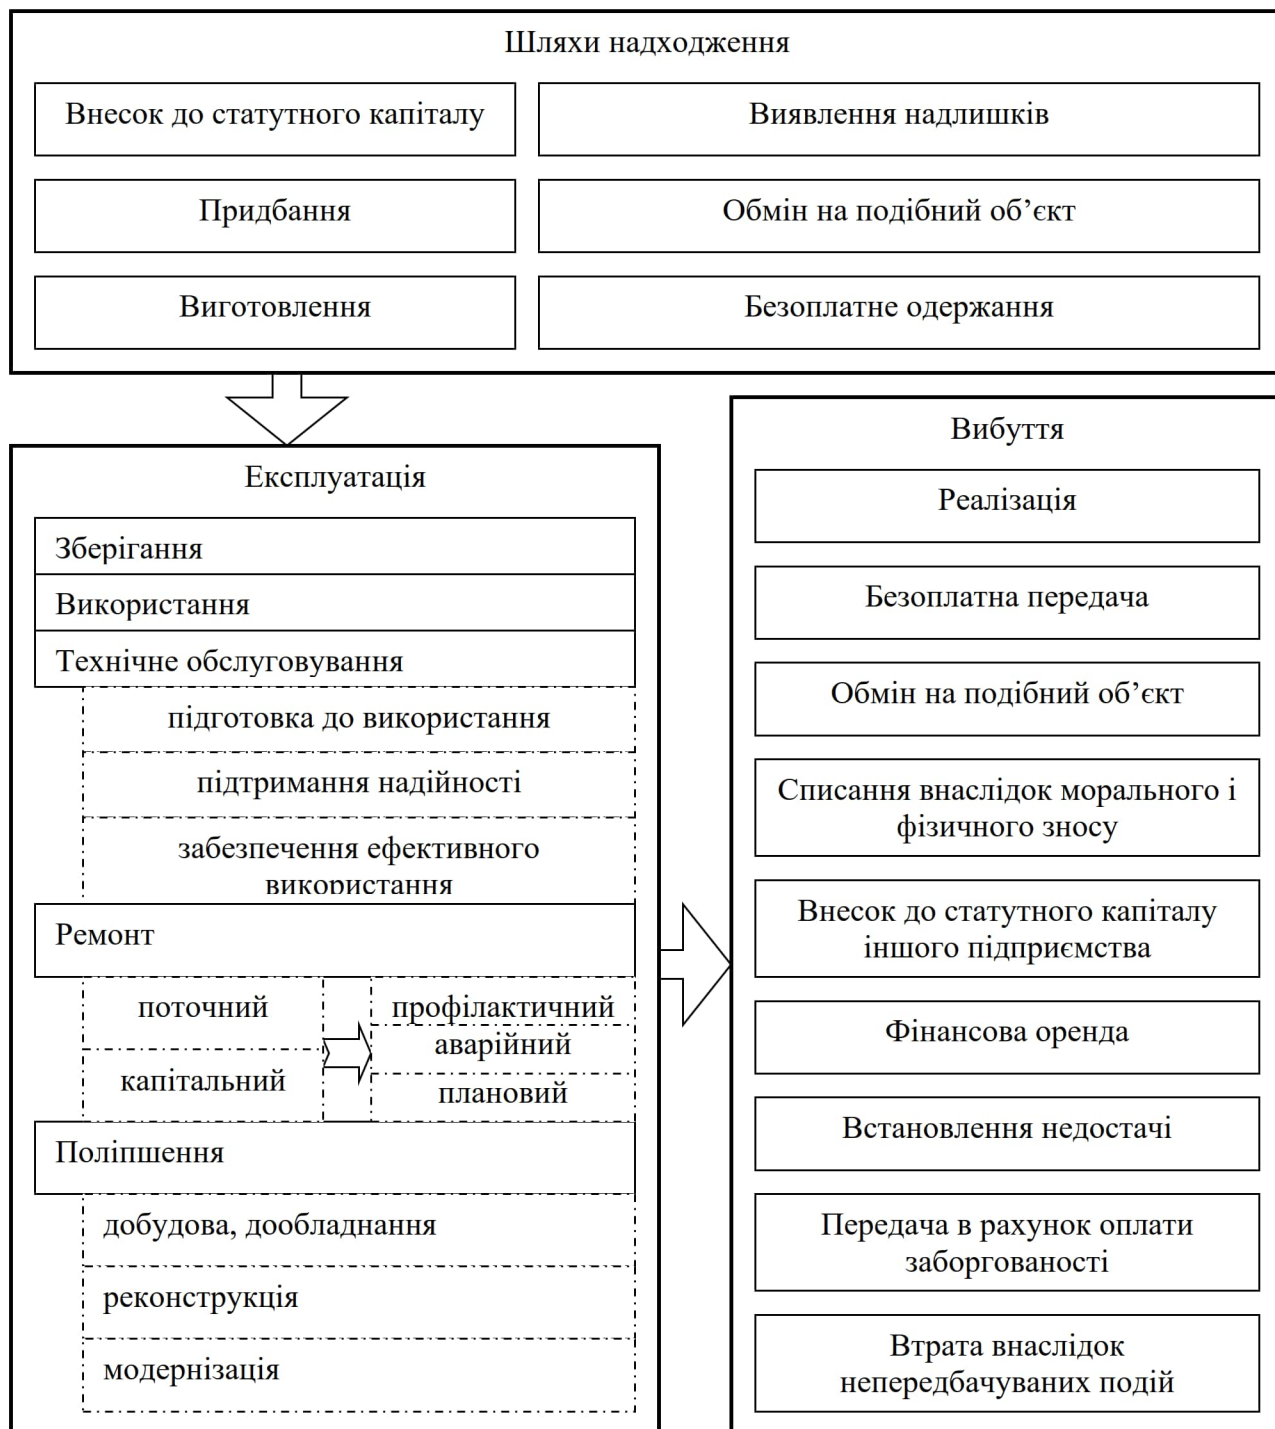 Шляхи надходження
Внесок до статутного капіталу
Виявлення надлишків
Придбання
Обмін на подібний об’єкт
Виготовлення
Безоплатне одержання
Експлуатація
Зберігання
Використання
Технічне обслуговування
підготовка до використання
підтримання надійності
забезпечення ефективного
використання
Ремонт
поточний
капітальний
профілактичний
аварійний
плановий
Поліпшення
добудова, дообладнання
реконструкція
модернізація
Вибуття
Реалізація
Безоплатна передача
Обмін на подібний об’єкт
Списання внаслідок морального і
фізичного зносу
Внесок до статутного капіталу
іншого підприємства
Фінансова оренда
Встановлення недостачі
Передача в рахунок оплати
заборгованості
Втрата внаслідок
непередбачуваних подій